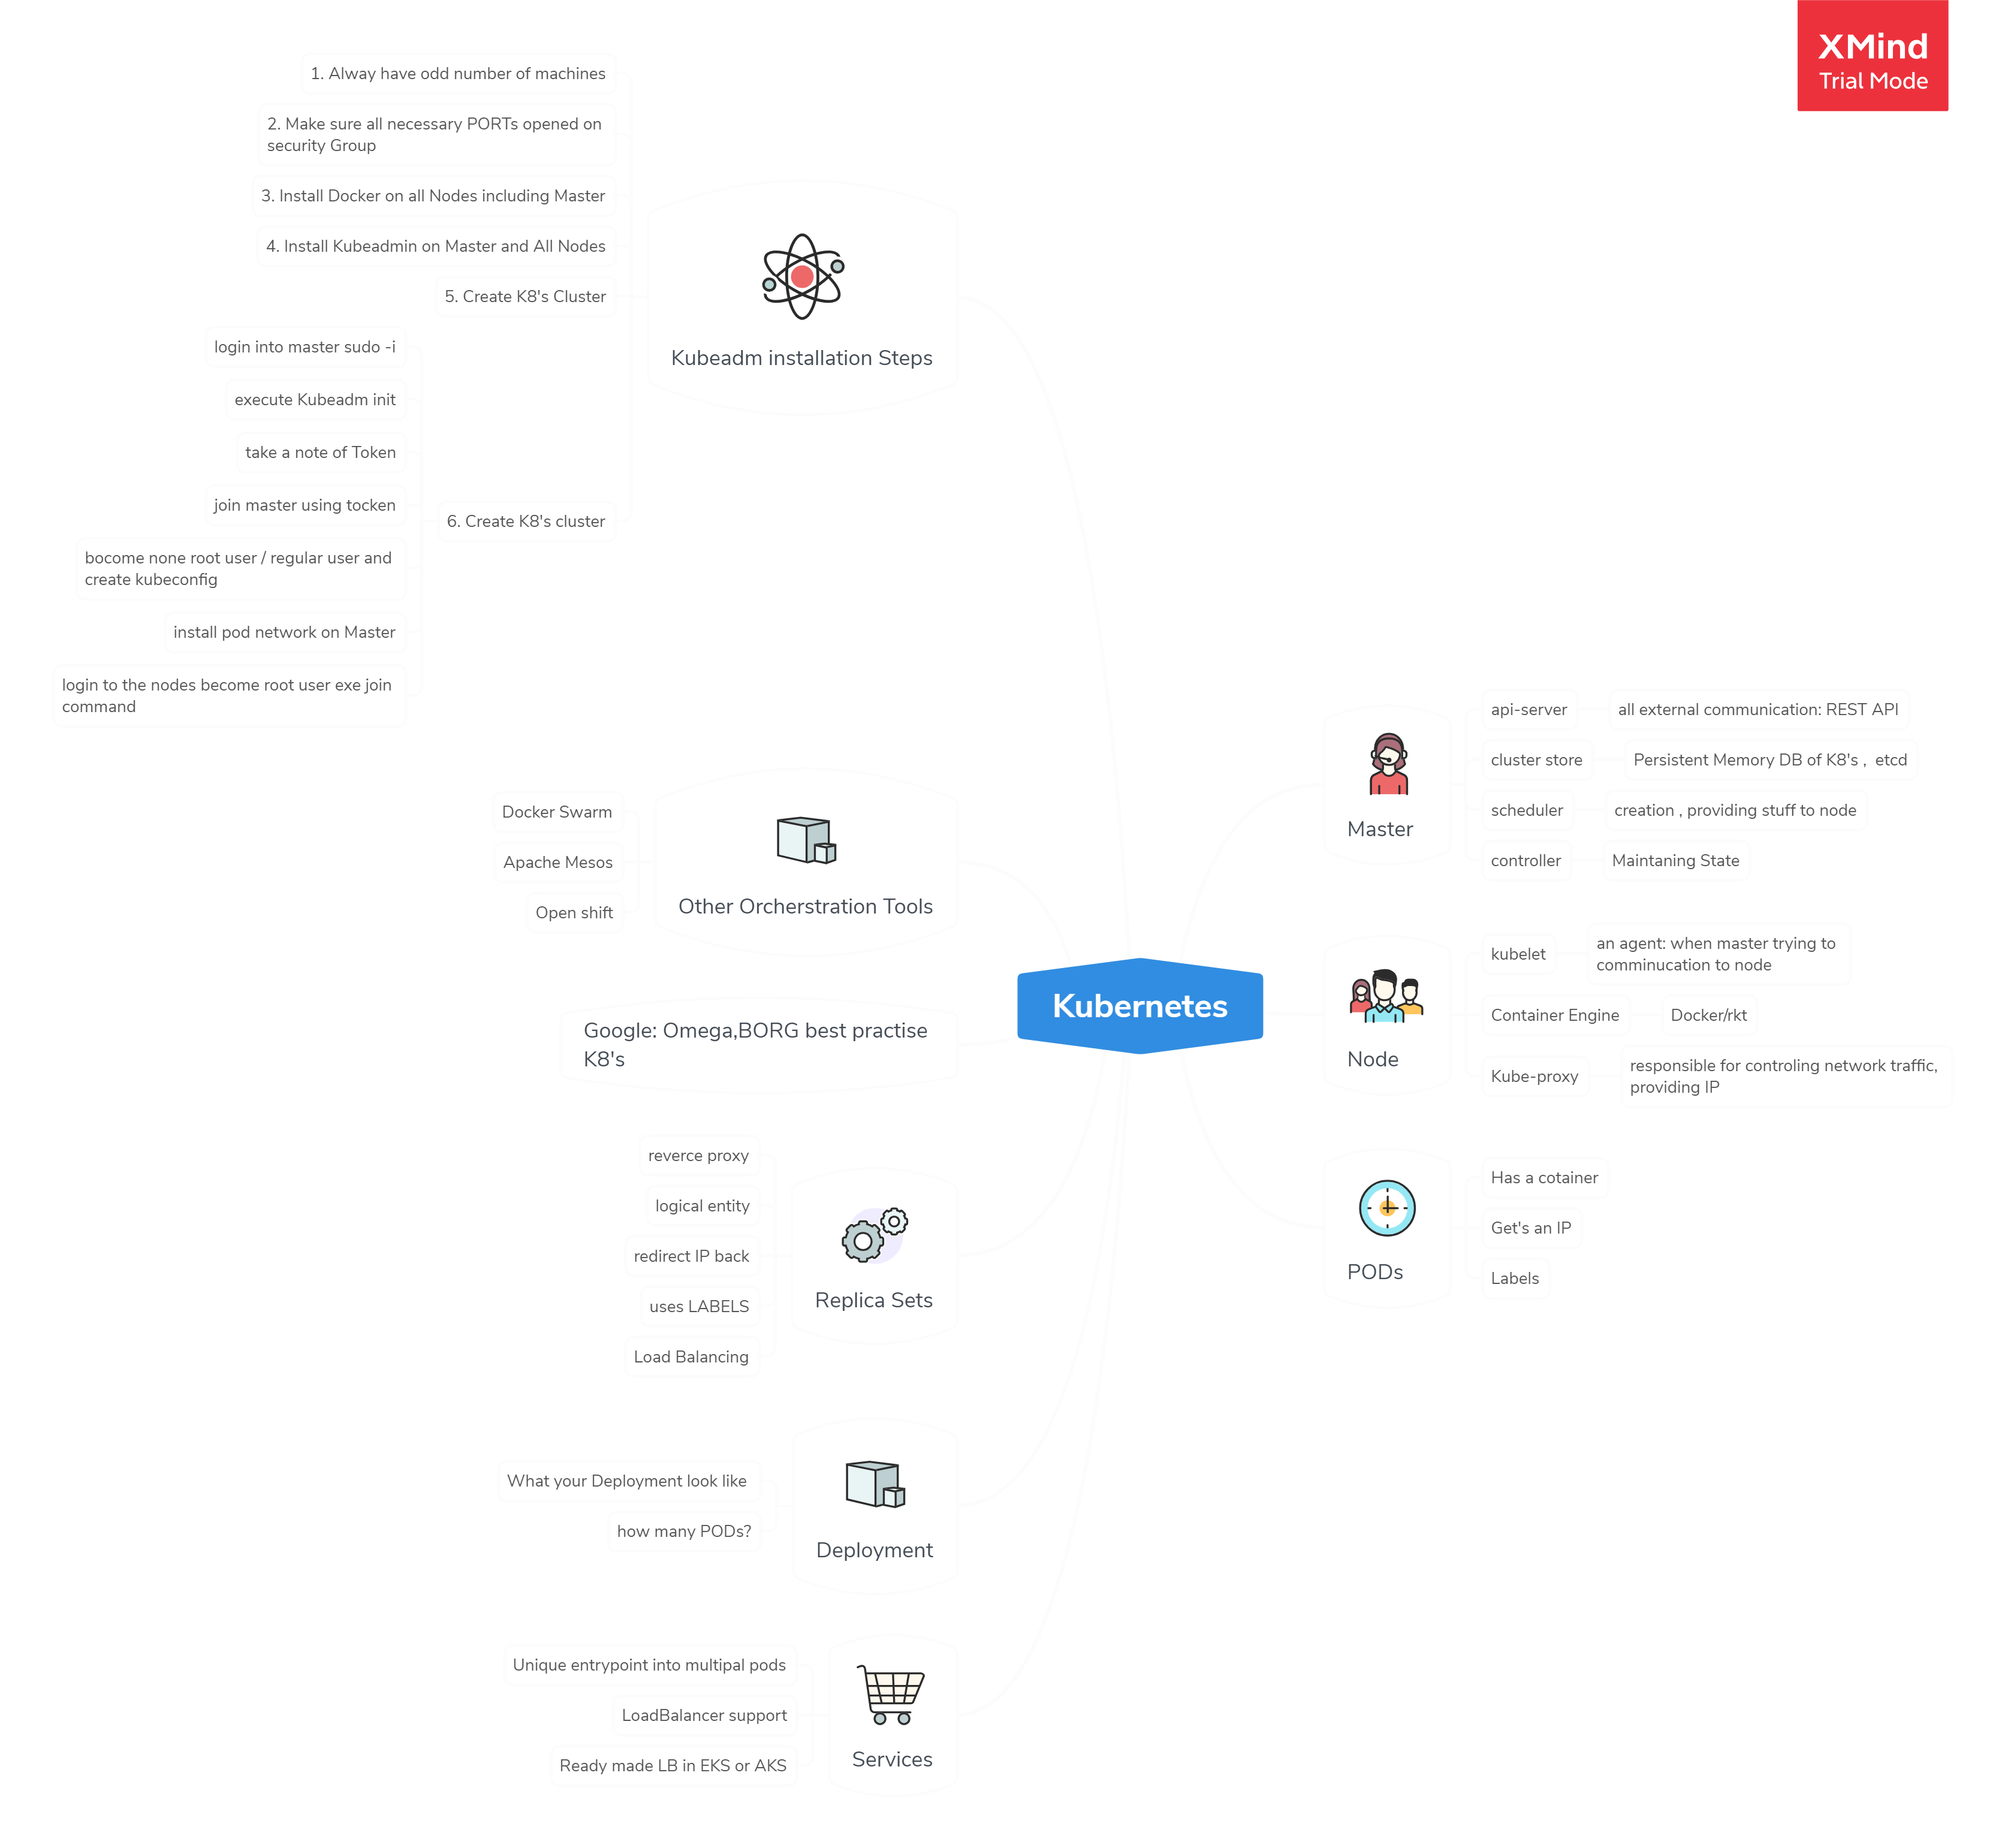 XMind
Trial Mode
1. Alway have odd number of machines
2. Make sure all necessary PORTs opened on
security Group
3. Install Docker on all Nodes including Master
4. Install Kubeadmin on Master and All Nodes
5. Create K8's Cluster
Kubeadm installation Steps
login into master sudo -i
execute Kubeadm init
take a note of Token
join master using tocken
6. Create K8's cluster
bocome none root user / regular user and
create kubeconfig
install pod network on Master
login to the nodes become root user exe join
command
Docker Swarm
Apache Mesos
Open shift
Other Orcherstration Tools
Google: Omega,BORG best practise
K8's
Kubernetes
reverce proxy
logical entity
redirect IP back
uses LABELS
Load Balancing
Replica Sets
What your Deployment look like
how many PODs?
Deployment
Unique entrypoint into multipal pods
LoadBalancer support
Ready made LB in EKS or AKS
Services
Master
api-server
all external communication: REST API
cluster store
Persistent Memory DB of K8's , etcd
scheduler
creation , providing stuff to node
controller
Maintaning State
Node
kubelet
an agent: when master trying to
comminucation to node
Container Engine
Docker/rkt
Kube-proxy
responsible for controling network traffic,
providing IP
PODs
Has a cotainer
Get's an IP
Labels